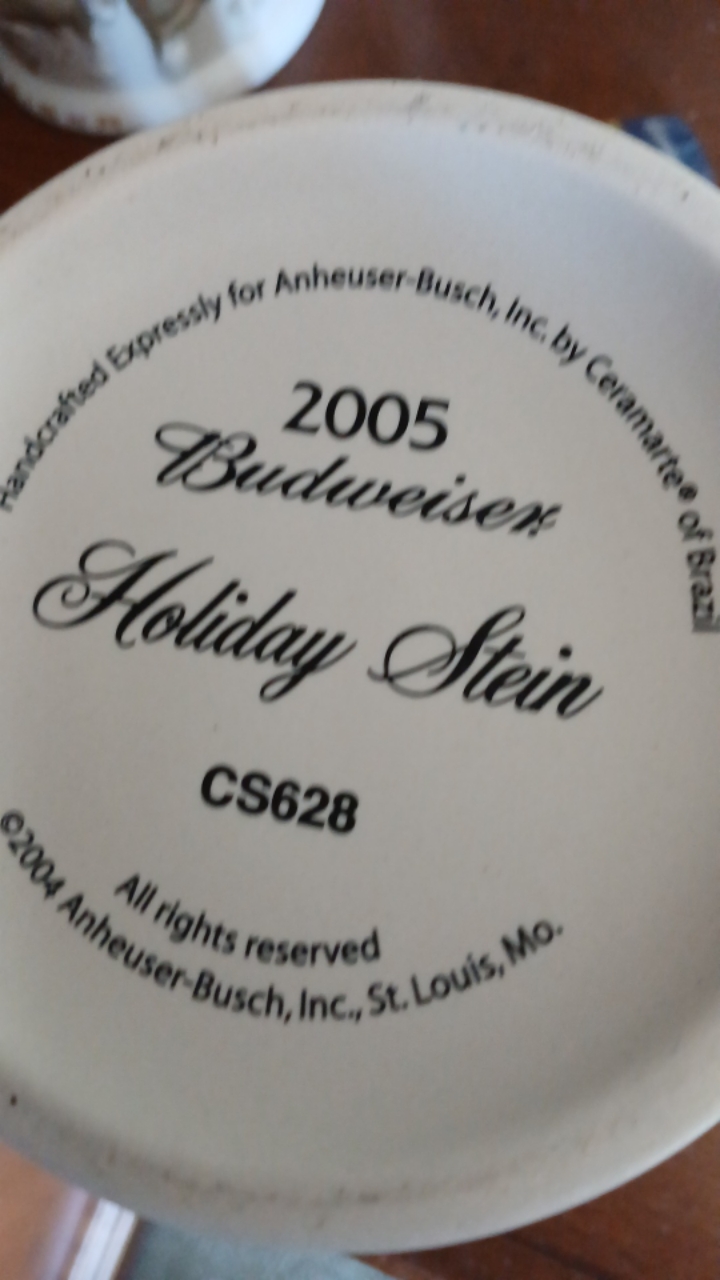 Handcrafted Expressly for Anheuser-Busch, Inc. by Ceramarte® of Brazil
2005
Budweiser
Holiday Stein
CS628
All rights reserved
©2004 Anheuser-Busch, Inc., St. Louis, Mo.